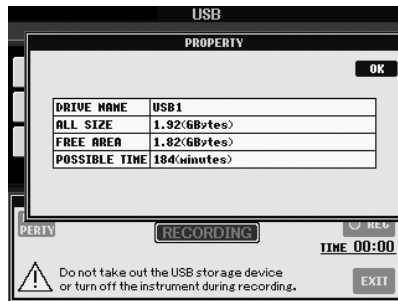 USB
PROPERTY
OK
DRIVE NAME USB1
ALL SIZE 1.92(GBytes)
FREE AREA 1.82(GBytes)
POSSIBLE TIME 184(minutes)
PERTY
RECORDING
REC
TIME 00:00
Do not take out the USB storage device
or turn off the instrument during recording.
EXIT